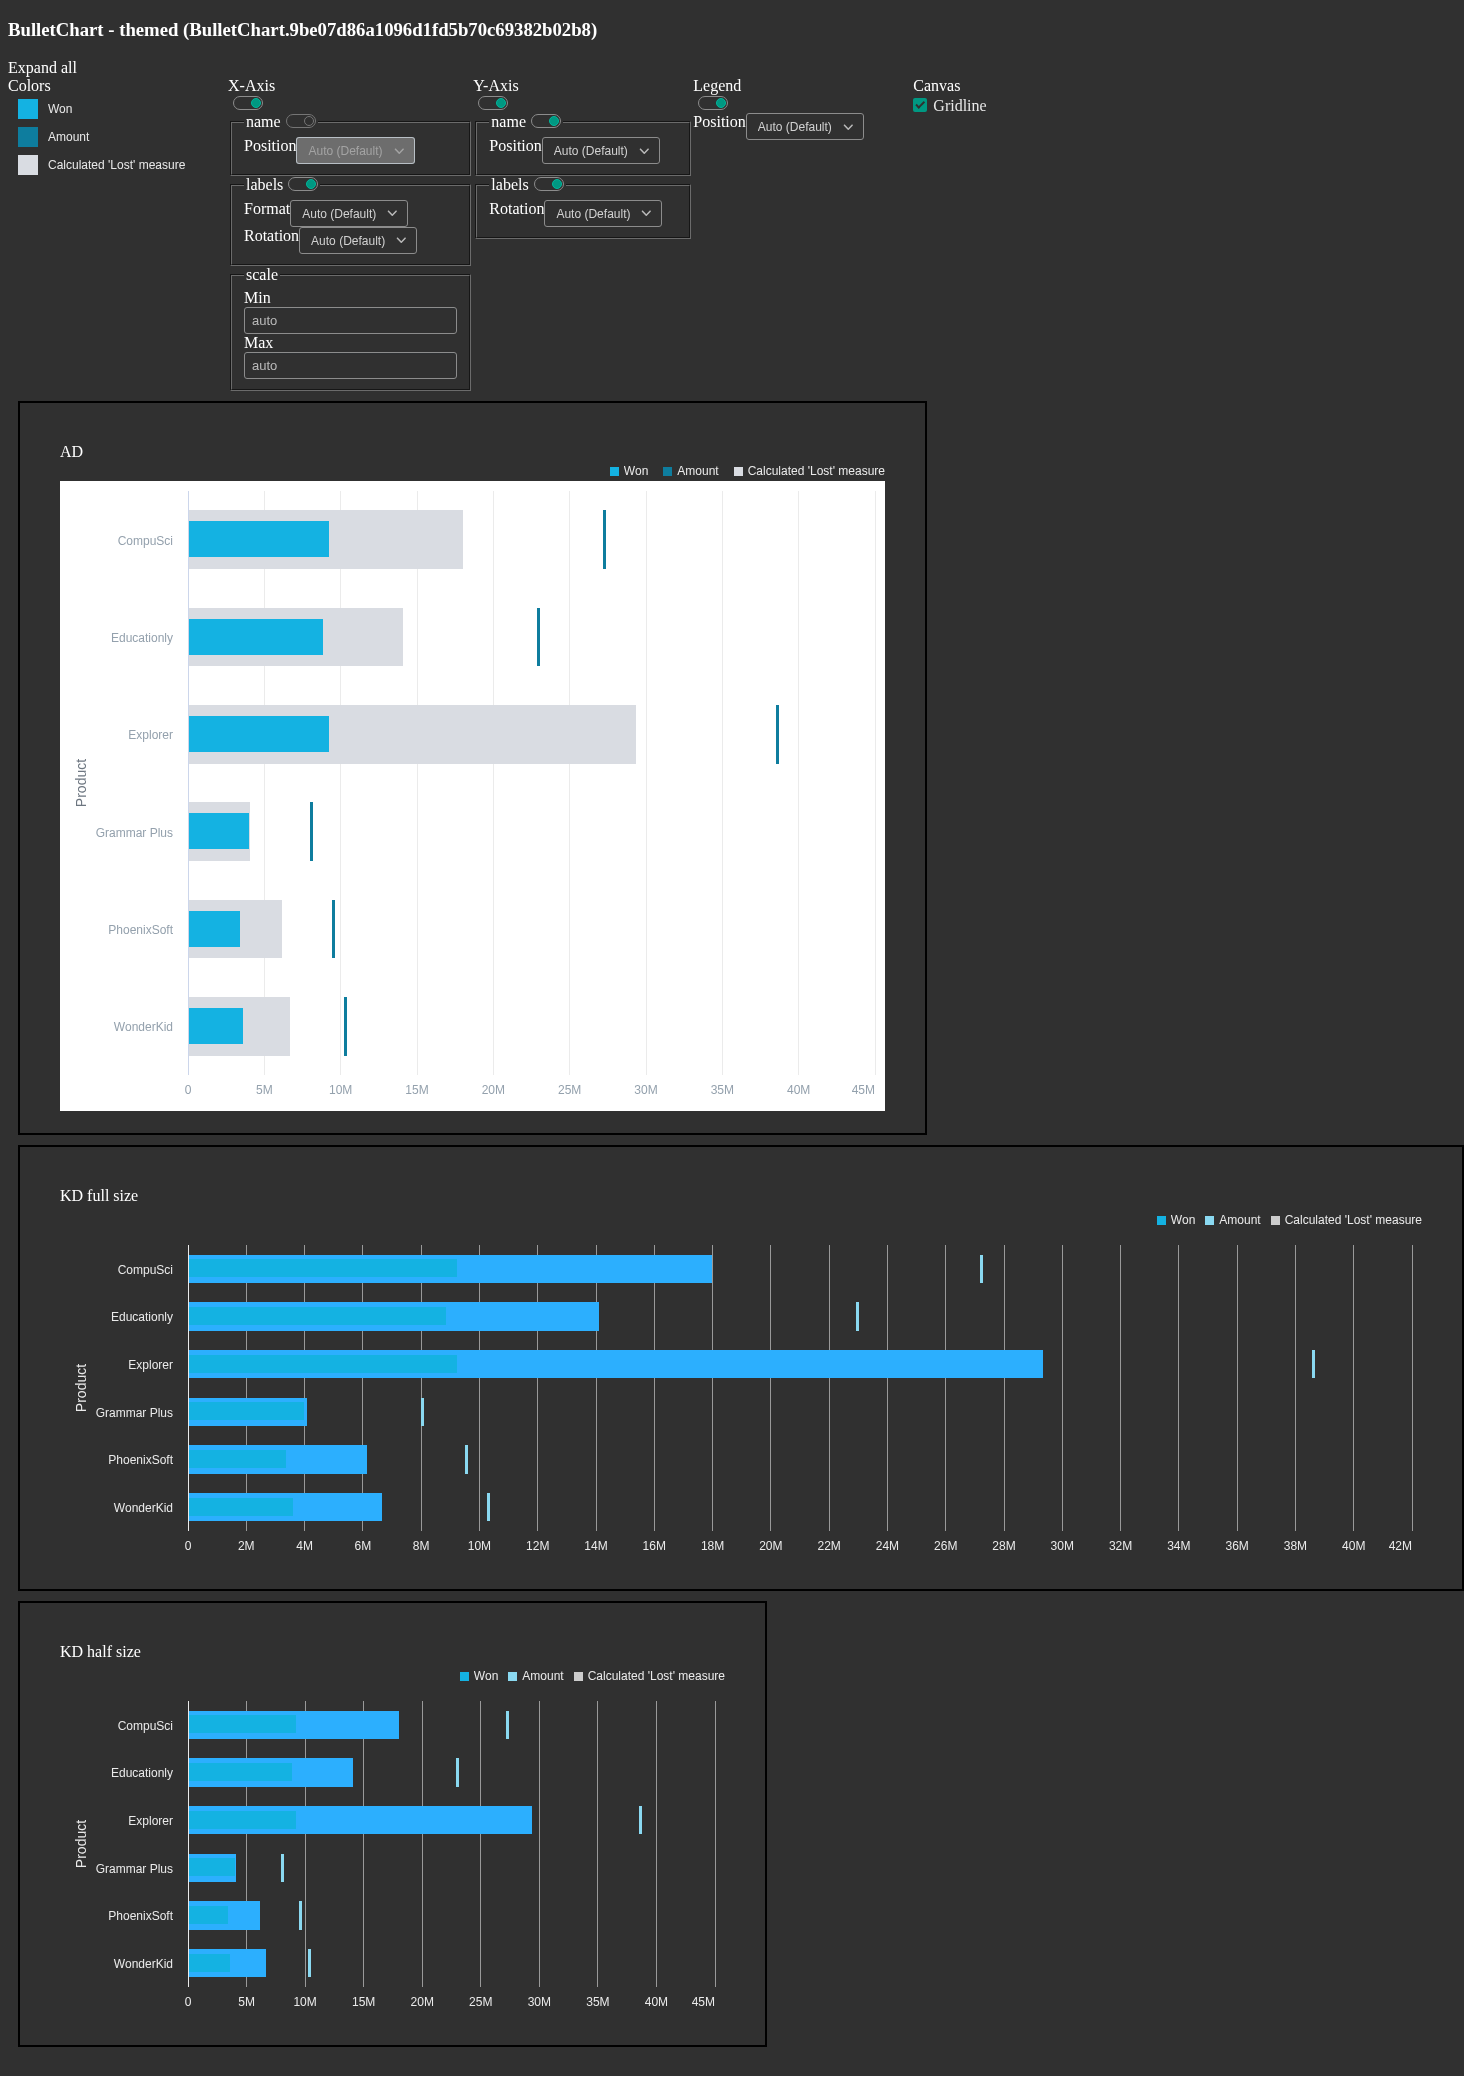 BulletChart - themed (BulletChart.9be07d86a1096d1fd5b70c69382b02b8)
Expand all
Colors
Won
Amount
Calculated 'Lost' measure
X-Axis
name
Position Auto (Default)
labels
Format Auto (Default)
Rotation Auto (Default)
scale
Min
auto
Max
auto
Y-Axis
name
Position Auto (Default)
labels
Rotation Auto (Default)
Legend
Position Auto (Default)
Canvas
Gridline
AD
Won Amount Calculated 'Lost' measure
Product
CompuSci
Educationly
Explorer
Grammar Plus
PhoenixSoft
WonderKid
0 5M 10M 15M 20M 25M 30M 35M 40M 45M
KD full size
Won Amount Calculated 'Lost' measure
Product
CompuSci
Educationly
Explorer
Grammar Plus
PhoenixSoft
WonderKid
0 2M 4M 6M 8M 10M 12M 14M 16M 18M 20M 22M 24M 26M 28M 30M 32M 34M 36M 38M 40M 42M
KD half size
Won Amount Calculated 'Lost' measure
Product
CompuSci
Educationly
Explorer
Grammar Plus
PhoenixSoft
WonderKid
0 5M 10M 15M 20M 25M 30M 35M 40M 45M